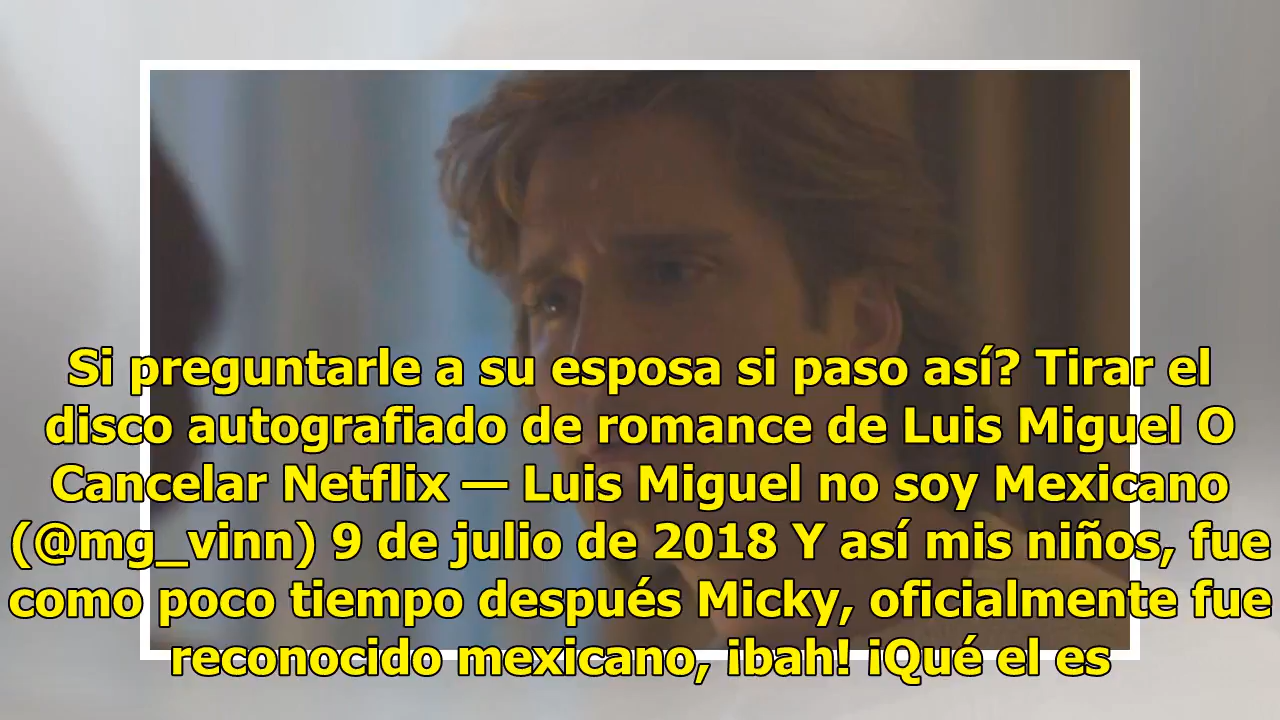 Si preguntarle a su esposa si paso así? Tirar el
disco autografiado de romance de Luis Miguel O
Cancelar Netflix — Luis Miguel no soy Mexicano
(@mg_vinn) 9 de julio de 2018 Y así mis niños, fue
como poco tiempo después Micky, oficialmente fue
reconocido mexicano, ¡bah! ¡Qué el es